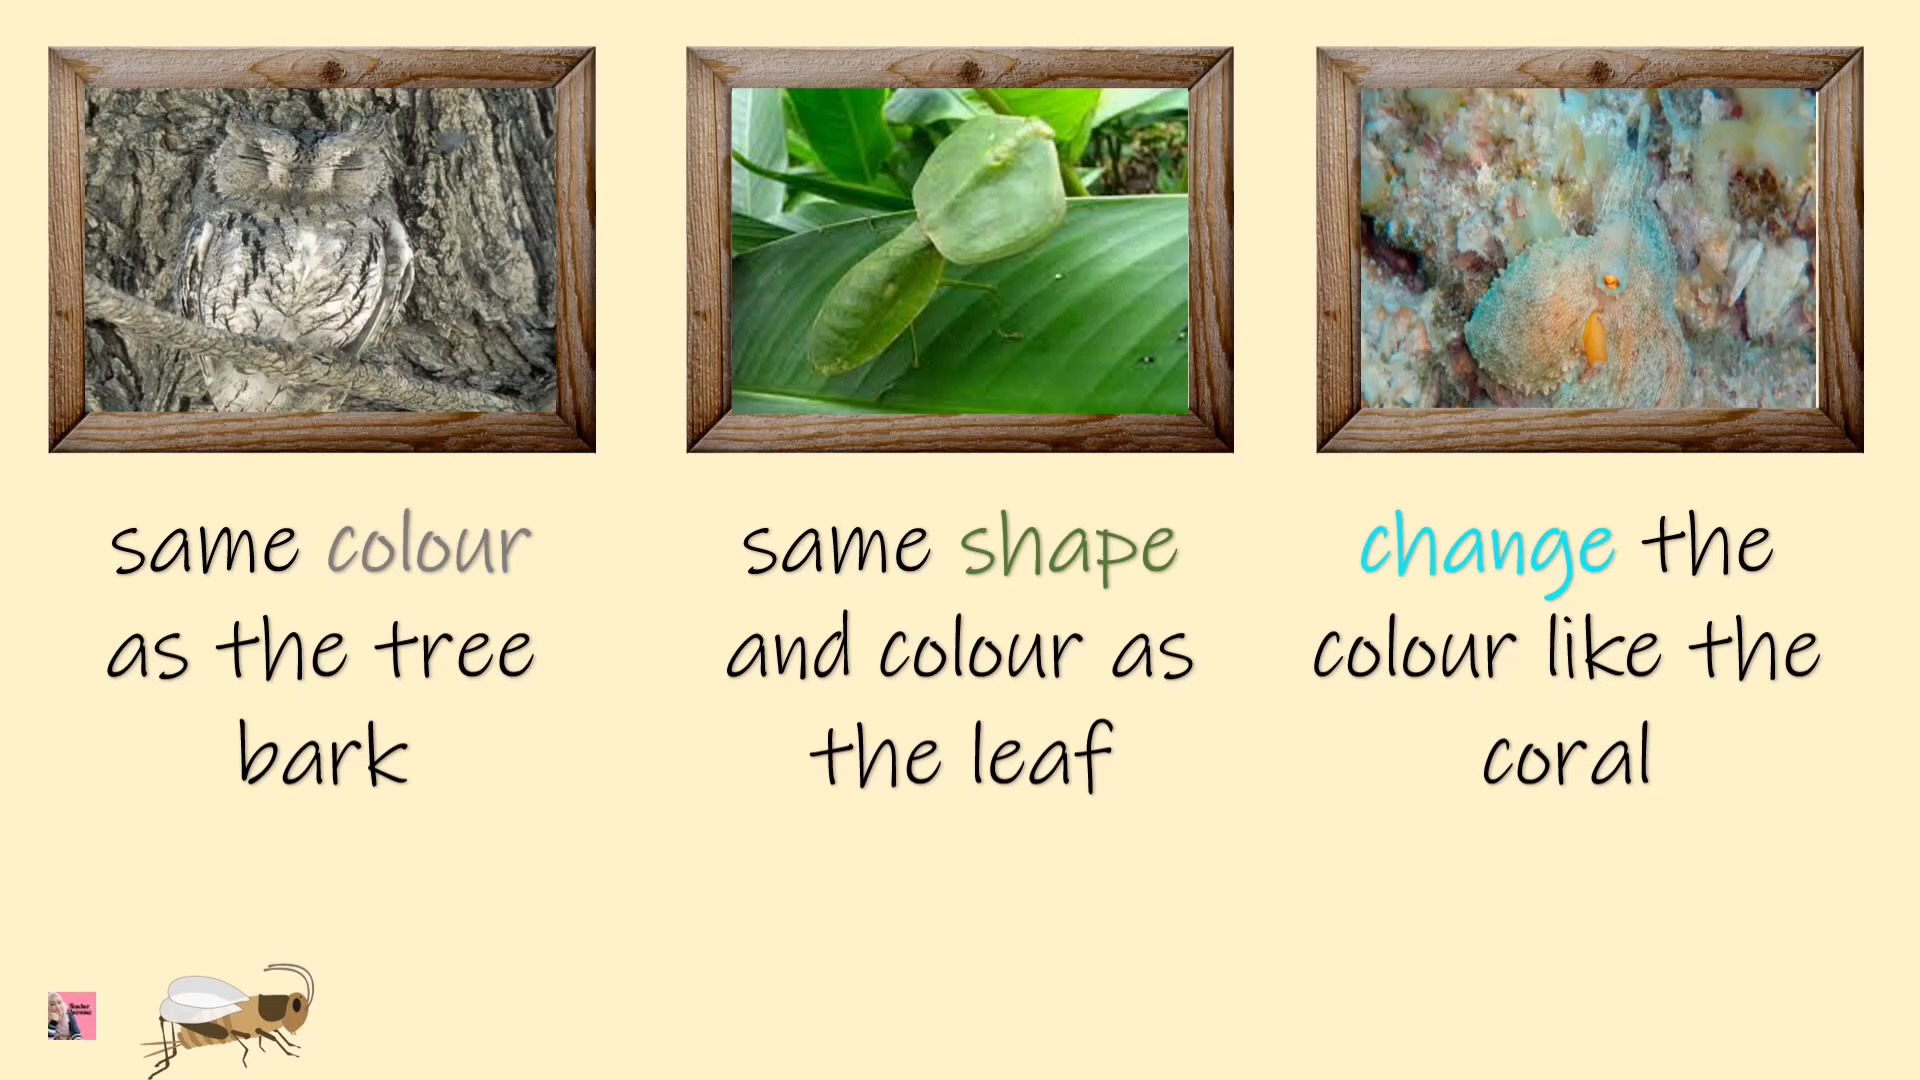 same colour
as the tree
bark
same shape
and colour as
the leaf
change the
colour like the
coral